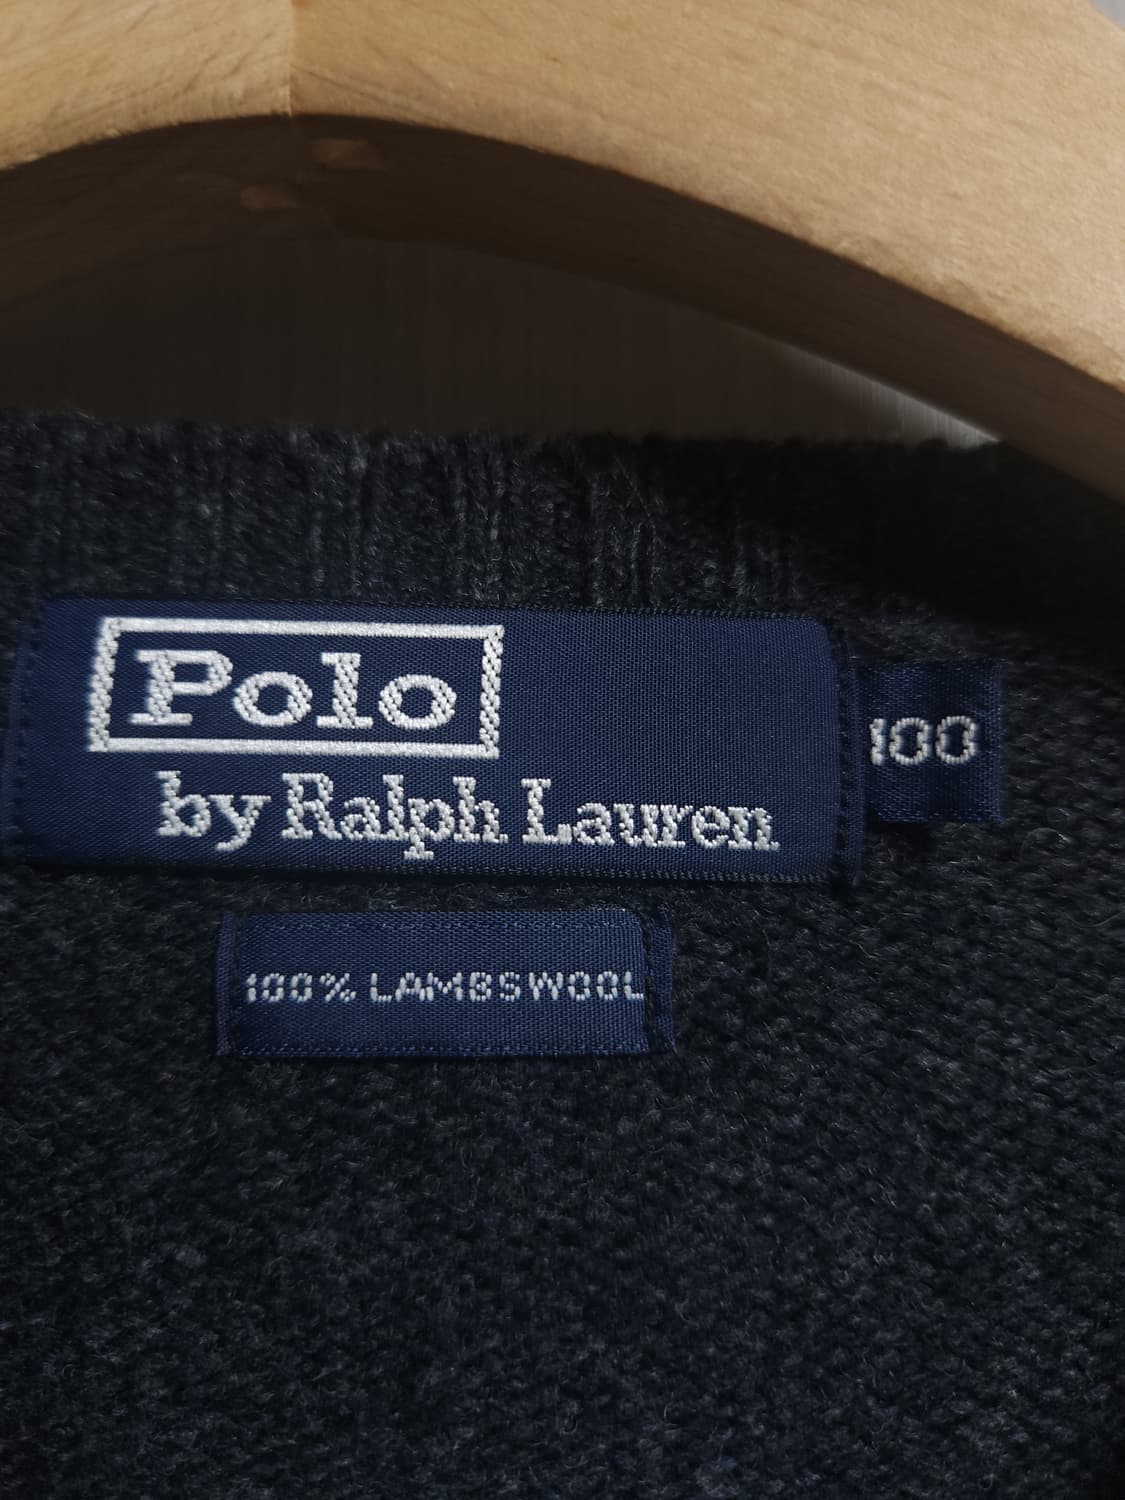 Polo
by Ralph Lauren
100
100% LAMBSWOOL